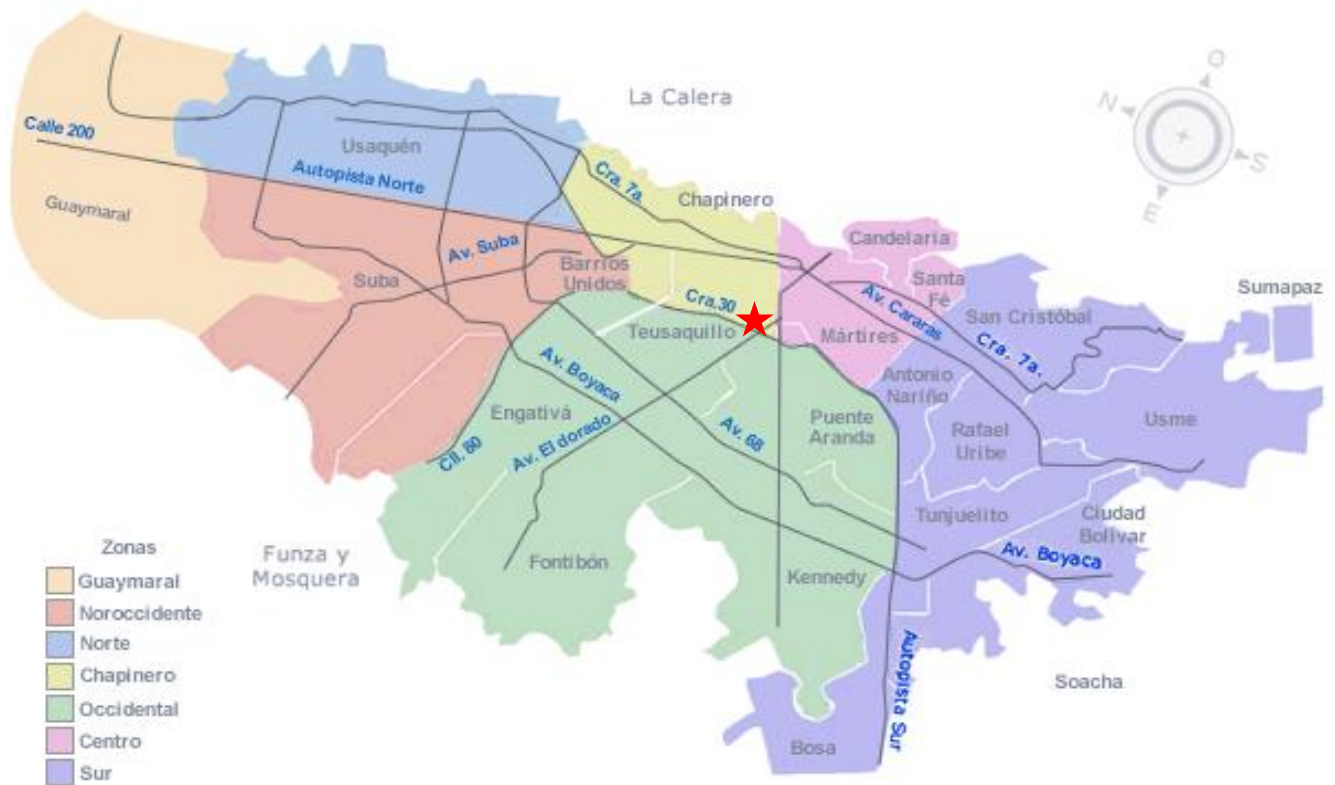 La Calera
O
N
S
E
Calle 200
Usaquén
Autopista Norte
Cra. 7a.
Chapinero
Guaymaral
Candelaria
Av. Suba
Barrios
Unidos
Suba
Santa
Fé
Sumapaz
Cra.30
Av. Cararas
San Cristóbal
Teusaquillo
Mártires
Cra. 7a.
Av. Boyaca
Antonio
Nariño
Engativá
Puente
Aranda
Usme
Av. 68
Rafael
Uribe
Av. El dorado
Cll. 80
Tunjuelito
Ciudad
Bolivar
Av. Boyaca
Funza y
Mosquera
Fontibón
Kennedy
Autopista Sur
Soacha
Bosa
Zonas
Guaymaral
Noroccidente
Norte
Chapinero
Occidental
Centro
Sur